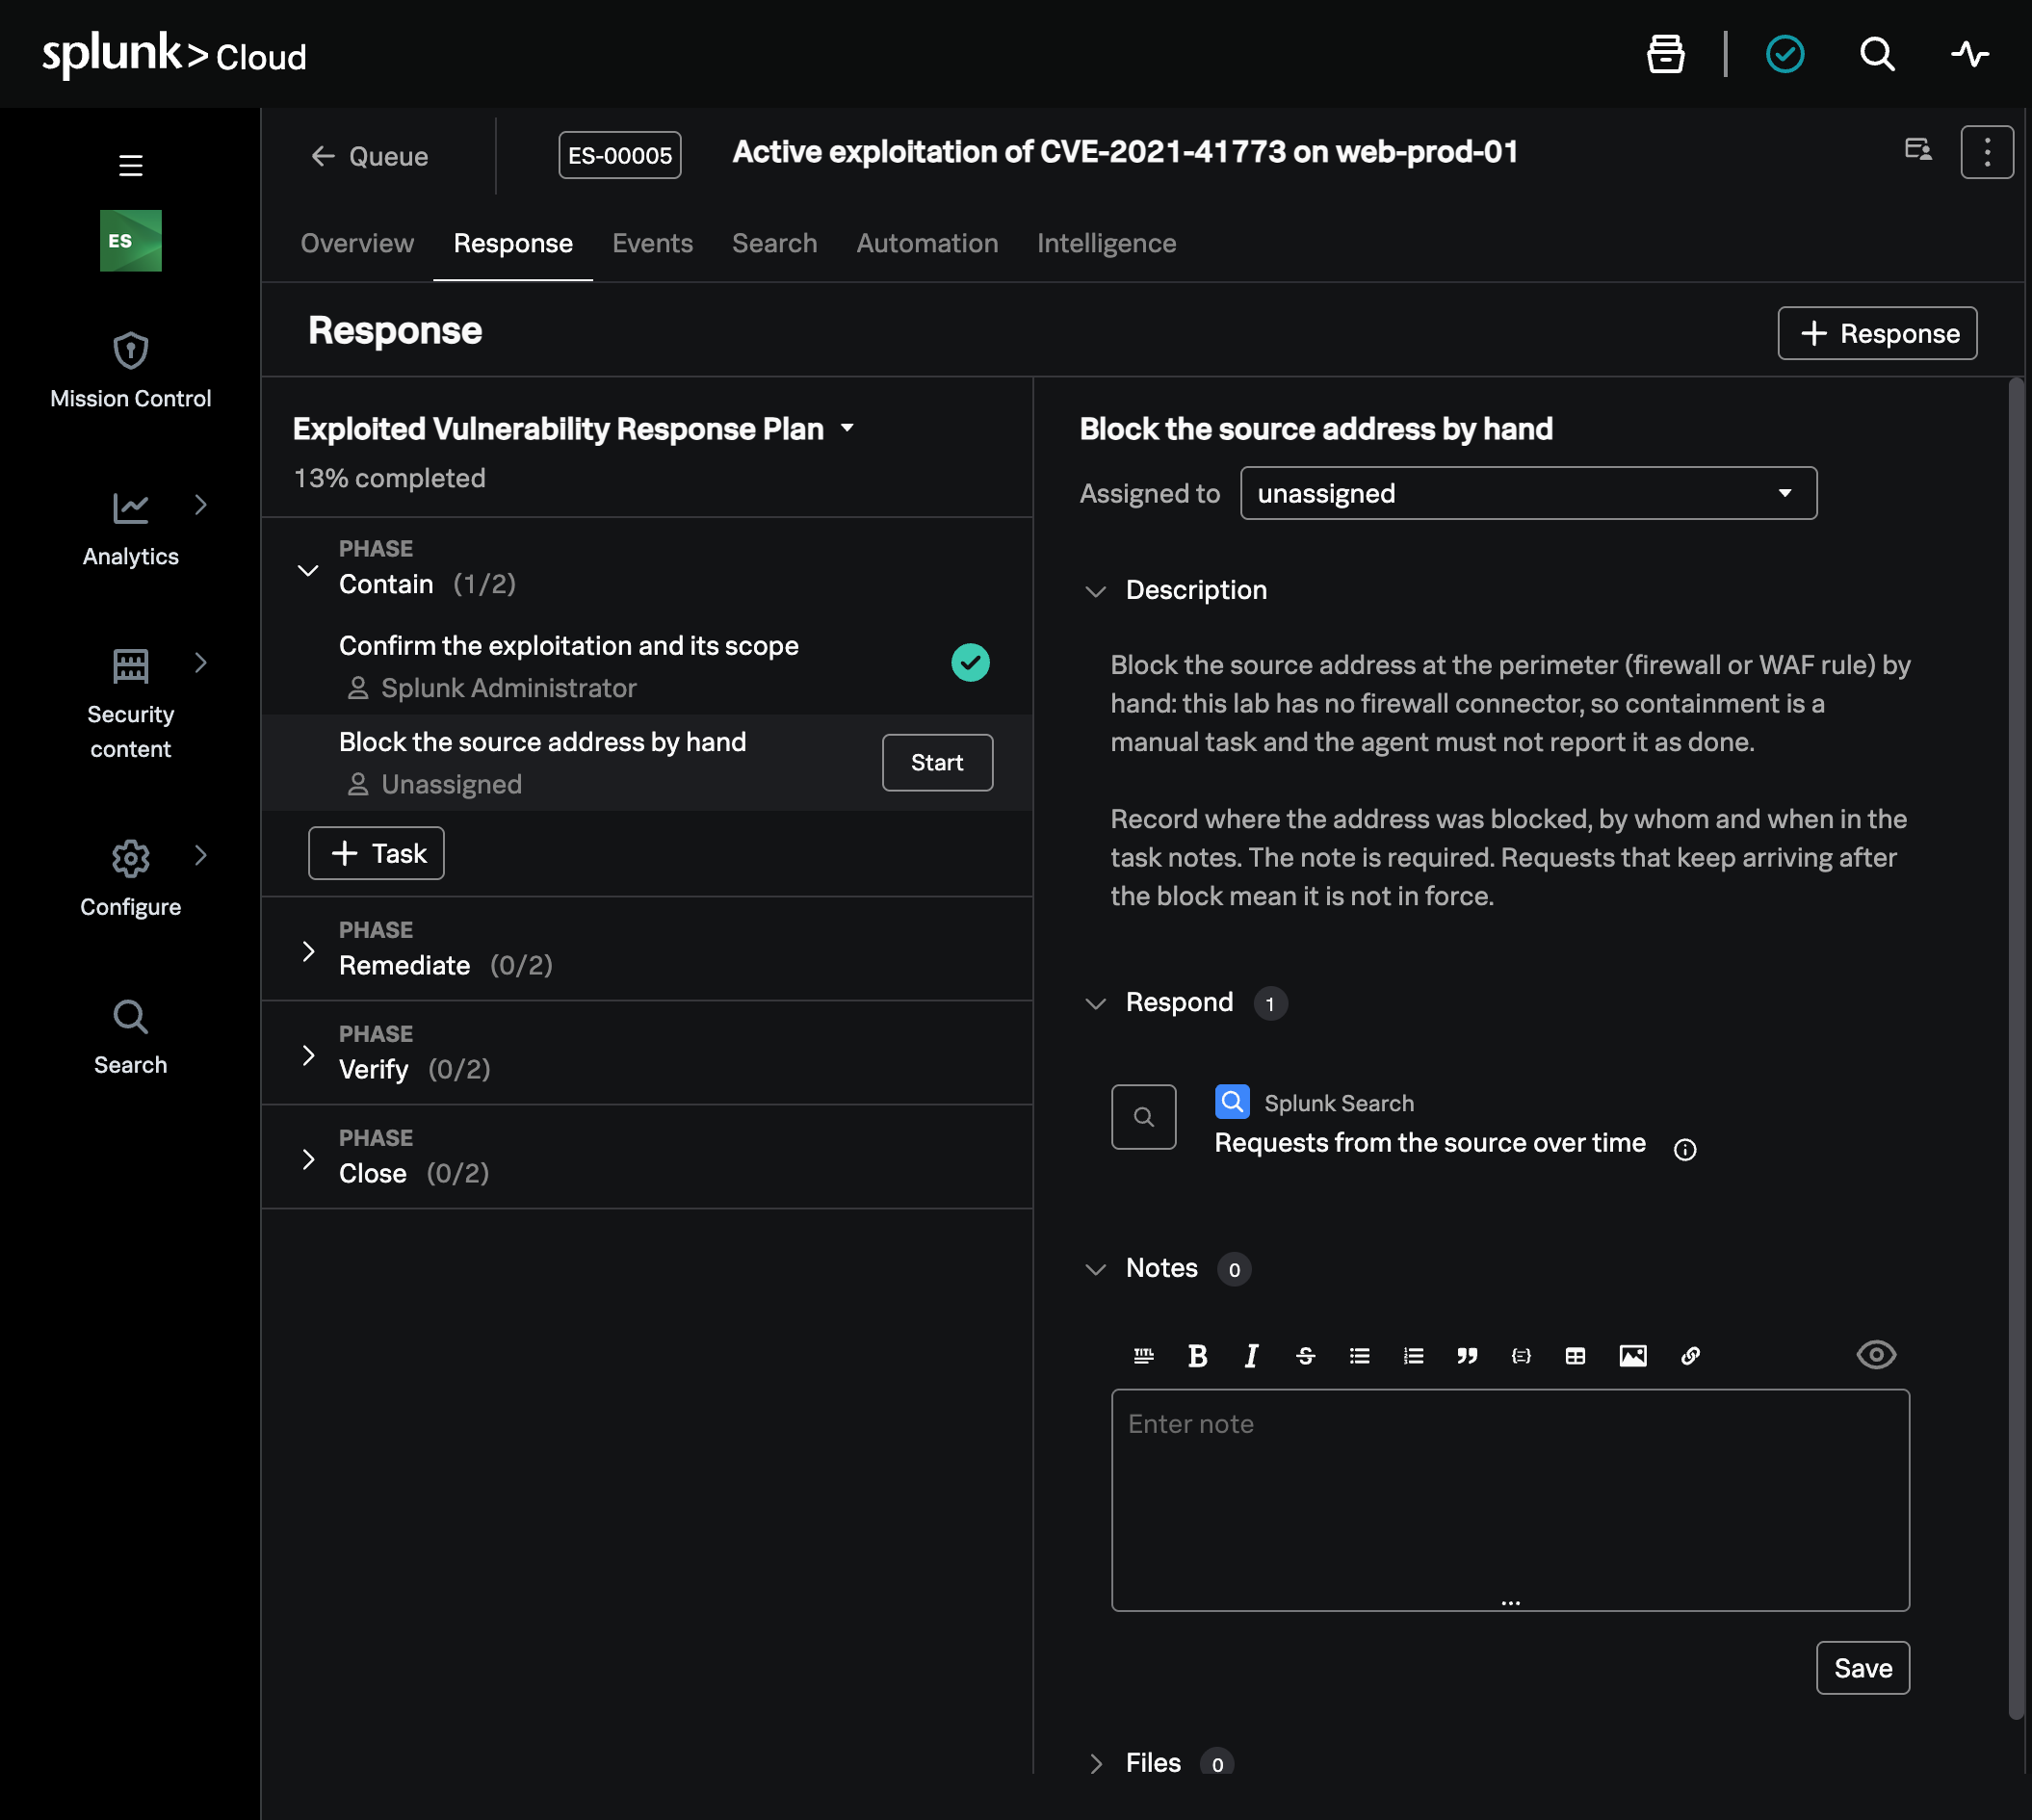 splunk> Cloud
← Queue
ES-00005
Active exploitation of CVE-2021-41773 on web-prod-01
ES
Overview
Response
Events
Search
Automation
Intelligence
Mission Control
Analytics
Security
content
Configure
Search
Response
+ Response
Exploited Vulnerability Response Plan
13% completed
PHASE
Contain (1/2)
Confirm the exploitation and its scope
Splunk Administrator
Block the source address by hand
Unassigned
Start
+ Task
PHASE
Remediate (0/2)
PHASE
Verify (0/2)
PHASE
Close (0/2)
Block the source address by hand
Assigned to
unassigned
Description
Block the source address at the perimeter (firewall or WAF rule) by
hand: this lab has no firewall connector, so containment is a
manual task and the agent must not report it as done.
Record where the address was blocked, by whom and when in the
task notes. The note is required. Requests that keep arriving after
the block mean it is not in force.
Respond 1
Splunk Search
Requests from the source over time
Notes 0
Enter note
Save
Files 0